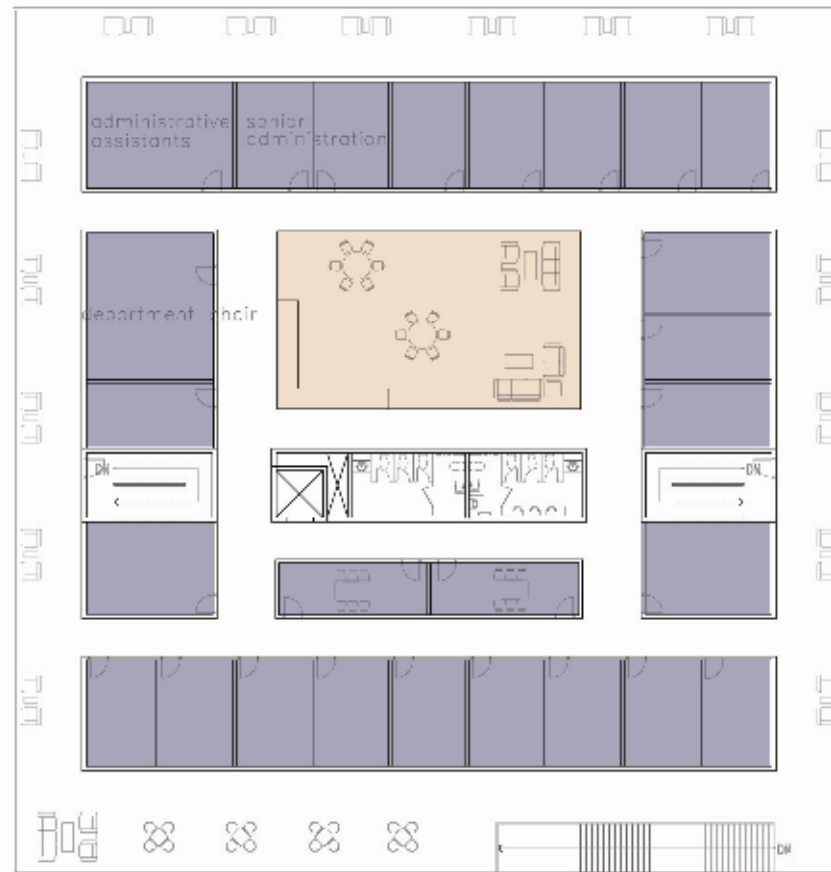 administrative
assistants
senior
administration
department chair
DN
DN
DN